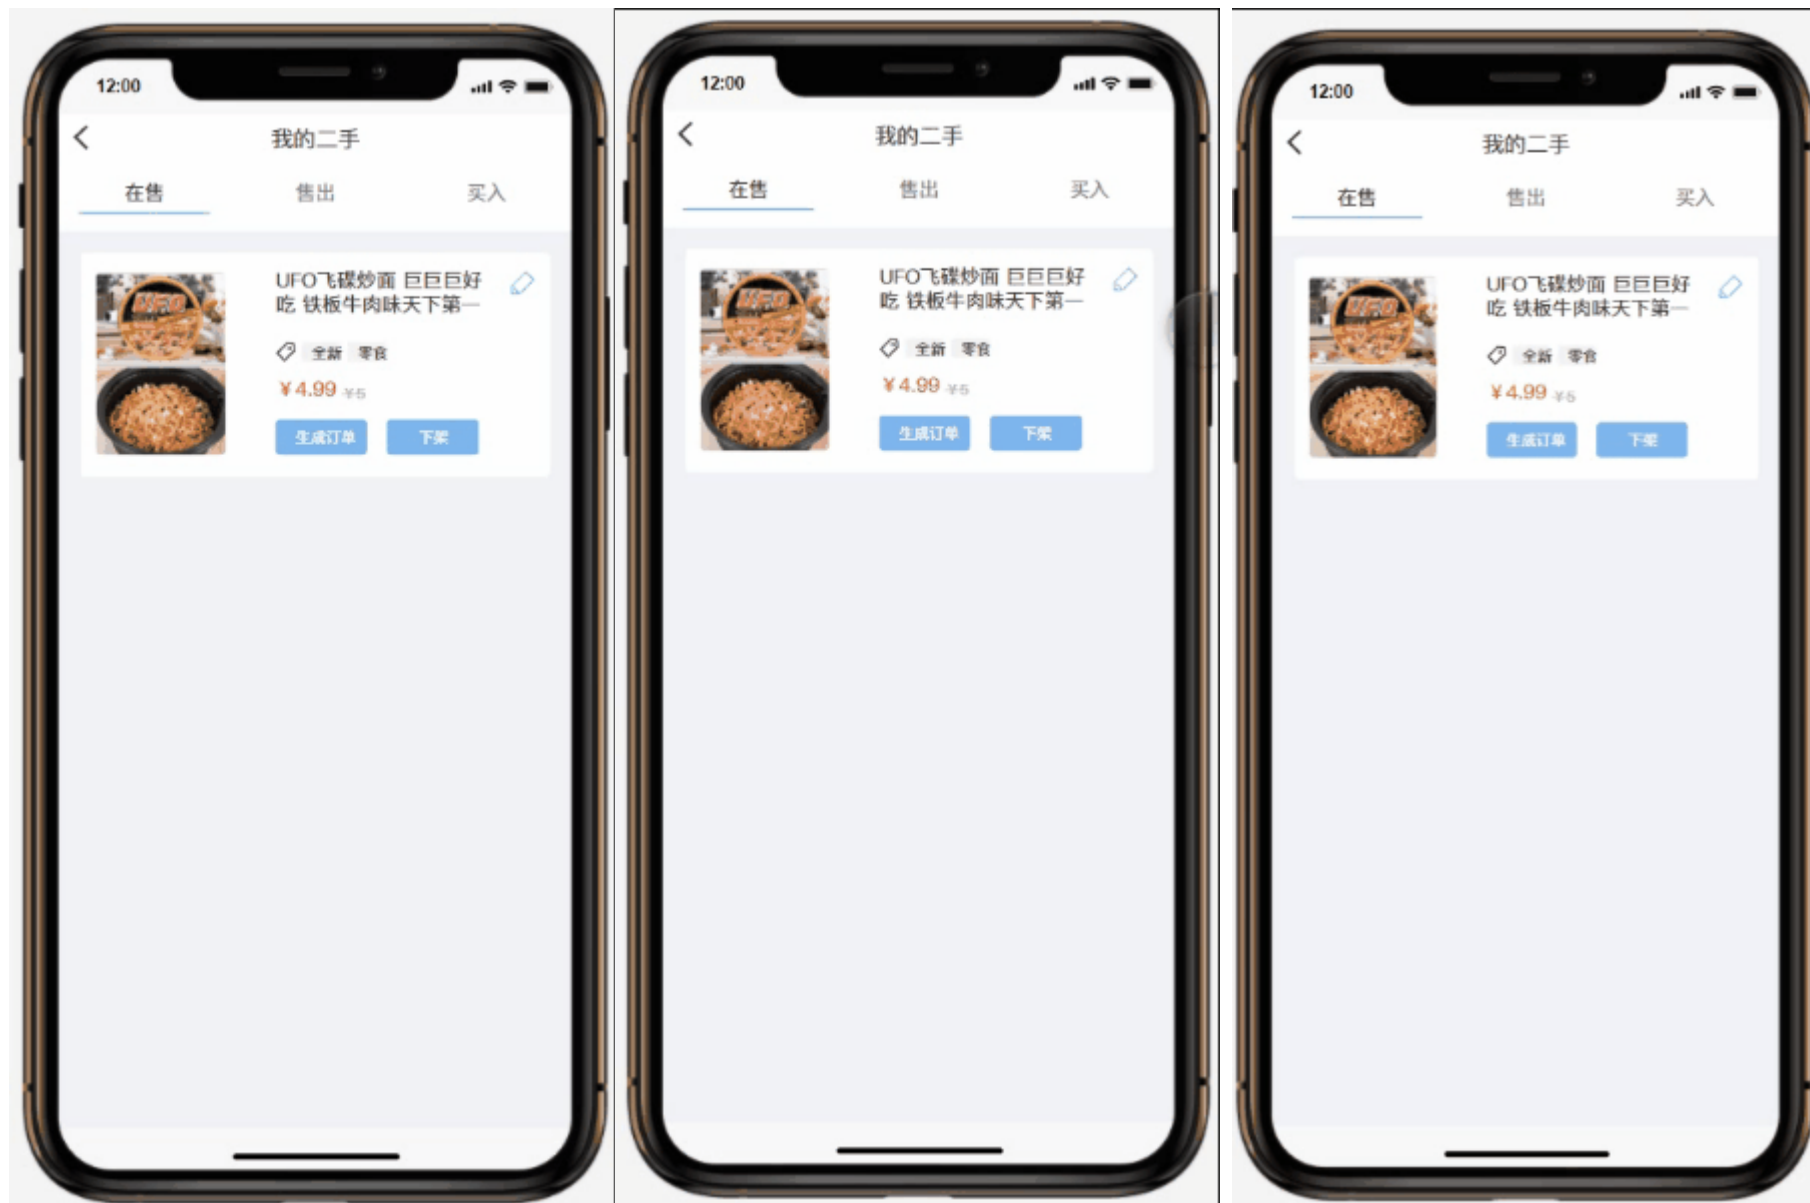 12:00
我的二手
在售 售出 买入
UFO
UFO飞碟炒面 巨巨巨好
吃 铁板牛肉味天下第一
全新 零食
¥4.99 ¥5
生成订单 下架
12:00
我的二手
在售 售出 买入
UFO
UFO飞碟炒面 巨巨巨好
吃 铁板牛肉味天下第一
全新 零食
¥4.99 ¥5
生成订单 下架
12:00
我的二手
在售 售出 买入
UFO
UFO飞碟炒面 巨巨巨好
吃 铁板牛肉味天下第一
全新 零食
¥4.99 ¥5
生成订单 下架